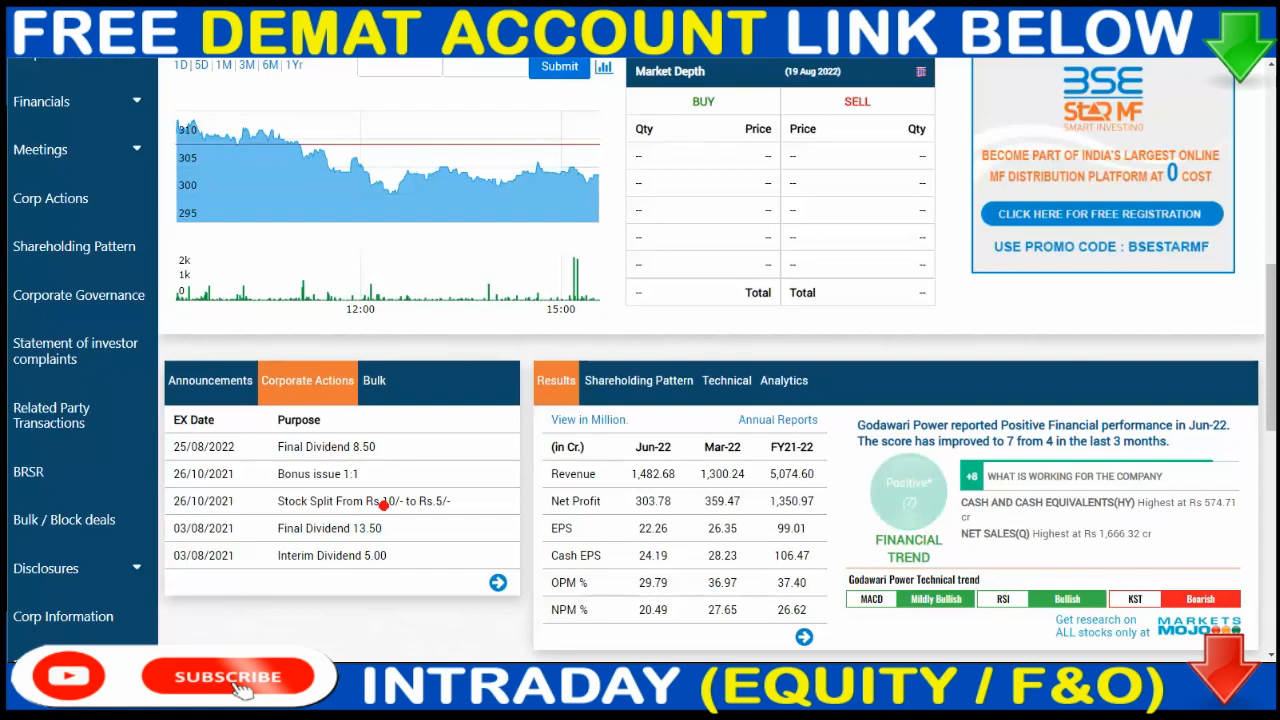 FREE DEMAT ACCOUNT LINK BELOW
1D| 5D | 1M | 3M | 6M | 1Yr
Submit
Financials
Meetings
Corp Actions
Shareholding Pattern
Corporate Governance
Statement of investor
complaints
Related Party
Transactions
BRSR
Bulk / Block deals
Disclosures
Corp Information
310
305
300
295
2k
1k
0
12:00 15:00
Market Depth (19 Aug 2022)
BUY SELL
Qty Price Price Qty
-- -- -- --
-- -- -- --
-- -- -- --
-- -- -- --
-- -- -- --
-- Total Total --
BSE
STAR MF
SMART INVESTING
BECOME PART OF INDIA'S LARGEST ONLINE
MF DISTRIBUTION PLATFORM AT 0 COST
CLICK HERE FOR FREE REGISTRATION
USE PROMO CODE : BSESTARMF
Announcements Corporate Actions Bulk
EX Date Purpose
25/08/2022 Final Dividend 8.50
26/10/2021 Bonus issue 1:1
26/10/2021 Stock Split From Rs.10/- to Rs.5/-
03/08/2021 Final Dividend 13.50
03/08/2021 Interim Dividend 5.00
Results Shareholding Pattern Technical Analytics
View in Million. Annual Reports
(in Cr.) Jun-22 Mar-22 FY21-22
Revenue 1,482.68 1,300.24 5,074.60
Net Profit 303.78 359.47 1,350.97
EPS 22.26 26.35 99.01
Cash EPS 24.19 28.23 106.47
OPM % 29.79 36.97 37.40
NPM % 20.49 27.65 26.62
Godawari Power reported Positive Financial performance in Jun-22.
The score has improved to 7 from 4 in the last 3 months.
Positive*
(7)
FINANCIAL
TREND
+8 WHAT IS WORKING FOR THE COMPANY
CASH AND CASH EQUIVALENTS(HY) Highest at Rs 574.71
cr
NET SALES(Q) Highest at Rs 1,666.32 cr
Godawari Power Technical trend
MACD Mildly Bullish RSI Bullish KST Bearish
Get research on
ALL stocks only at
MARKETS
MOJO
SUBSCRIBE
INTRADAY (EQUITY / F&O)